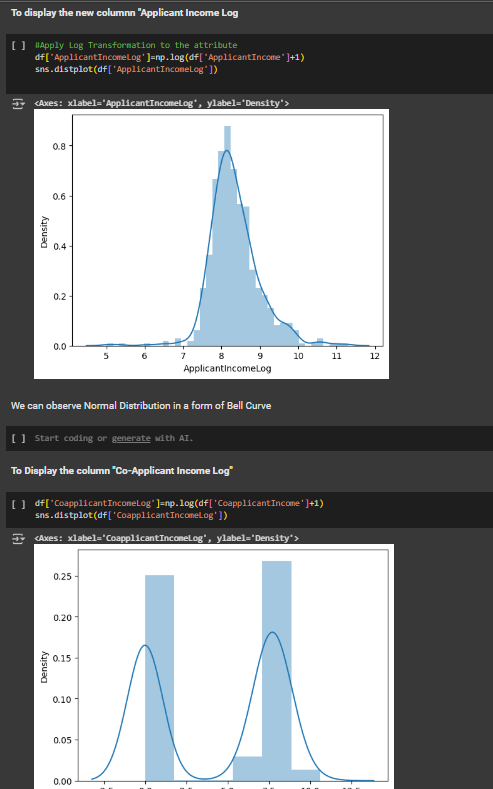 To display the new columnn "Applicant Income Log
[ ] #Apply Log Transformation to the attribute
df['ApplicantIncomeLog']=np.log(df['ApplicantIncome']+1)
sns.distplot(df['ApplicantIncomeLog'])
<Axes: xlabel='ApplicantIncomeLog', ylabel='Density'>
0.8
0.6
0.4
0.2
0.0
Density
5 6 7 8 9 10 11 12
ApplicantIncomeLog
We can observe Normal Distribution in a form of Bell Curve
[ ] Start coding or generate with AI.
To Display the column "Co-Applicant Income Log"
[ ] df['CoapplicantIncomeLog']=np.log(df['CoapplicantIncome']+1)
sns.distplot(df['CoapplicantIncomeLog'])
<Axes: xlabel='CoapplicantIncomeLog', ylabel='Density'>
0.25
0.20
0.15
0.10
0.05
0.00
Density